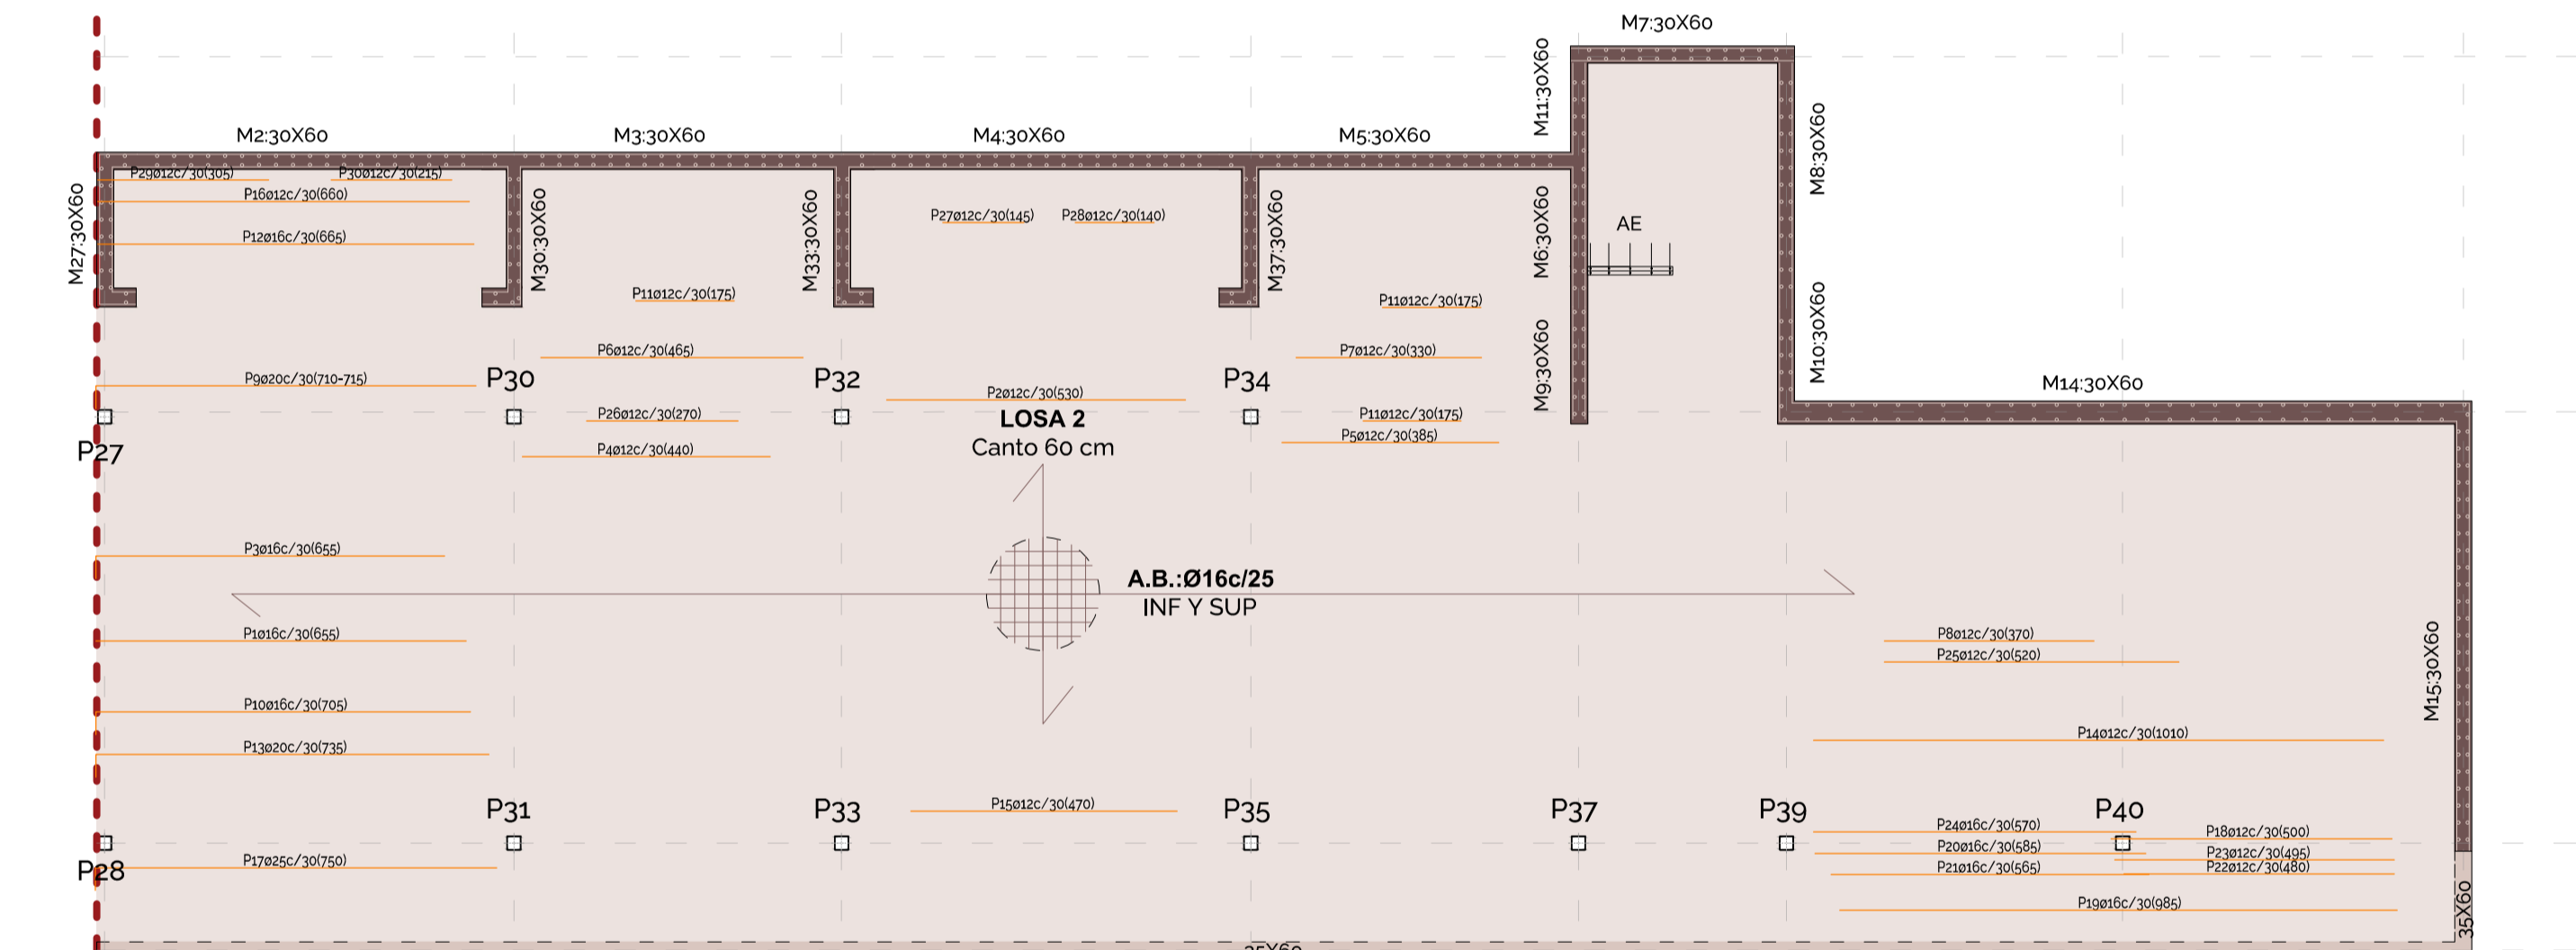 M7:30X60
M11:30X60
M8:30X60
M2:30X60
M3:30X60
M4:30X60
M5:30X60
P29ø12c/30(305)
P30ø12c/30(215)
P16ø12c/30(660)
P12ø16c/30(665)
M27:30X60
M30:30X60
M33:30X60
P27ø12c/30(145)
P28ø12c/30(140)
M37:30X60
M6:30X60
AE
P11ø12c/30(175)
P11ø12c/30(175)
M10:30X60
P6ø12c/30(465)
P7ø12c/30(330)
M9:30X60
P9ø20c/30(710-715)
P30
P32
P34
M14:30X60
P2ø12c/30(530)
P26ø12c/30(270)
LOSA 2
P11ø12c/30(175)
P27
P4ø12c/30(440)
Canto 60 cm
P5ø12c/30(385)
P3ø16c/30(655)
A.B.:Ø16c/25
INF Y SUP
P1ø16c/30(655)
P8ø12c/30(370)
P25ø12c/30(520)
M15:30X60
P10ø16c/30(705)
P13ø20c/30(735)
P14ø12c/30(1010)
P31
P33
P15ø12c/30(470)
P35
P37
P39
P40
P24ø16c/30(570)
P18ø12c/30(500)
P20ø16c/30(585)
P23ø12c/30(495)
P28
P17ø25c/30(750)
P21ø16c/30(565)
P22ø12c/30(480)
P19ø16c/30(985)
35X60
35X60